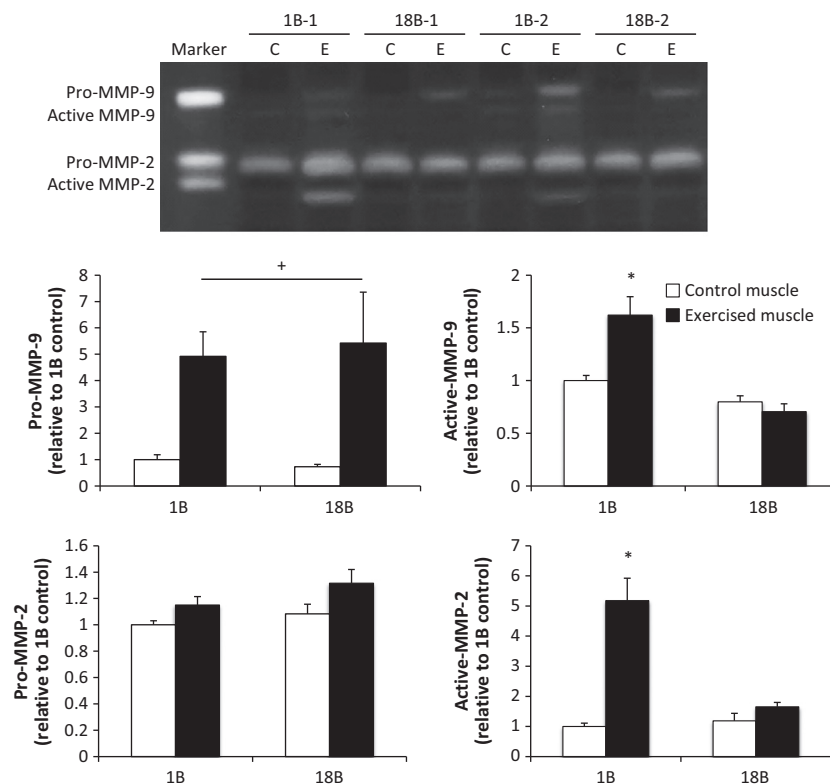 1B-1 18B-1 1B-2 18B-2
Marker C E C E C E C E
Pro-MMP-9
Active MMP-9
Pro-MMP-2
Active MMP-2
Pro-MMP-9
(relative to 1B control)
8
7
6
5
4
3
2
1
0
+
1B 18B
Active-MMP-9
(relative to 1B control)
2
1.5
1
0.5
0
*
Control muscle
Exercised muscle
1B 18B
Pro-MMP-2
(relative to 1B control)
1.6
1.4
1.2
1
0.8
0.6
0.4
0.2
0
1B 18B
Active-MMP-2
(relative to 1B control)
7
6
5
4
3
2
1
0
*
1B 18B